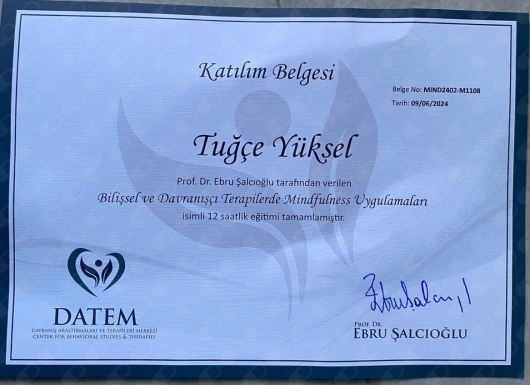 Katılım Belgesi
Belge No: MIND2402-M1108
Tarih: 09/06/2024
Tuğçe Yüksel
Prof. Dr. Ebru Şalcıoğlu tarafından verilen
Bilişsel ve Davranışçı Terapilerde Mindfulness Uygulamaları
isimli 12 saatlik eğitimi tamamlamıştır.
DATEM
DAVRANIŞ ARAŞTIRMALARI VE TERAPİLERİ MERKEZİ
CENTER FOR BEHAVIORAL STUDIES & THERAPIES
PROF. DR.
EBRU ŞALCIOĞLU